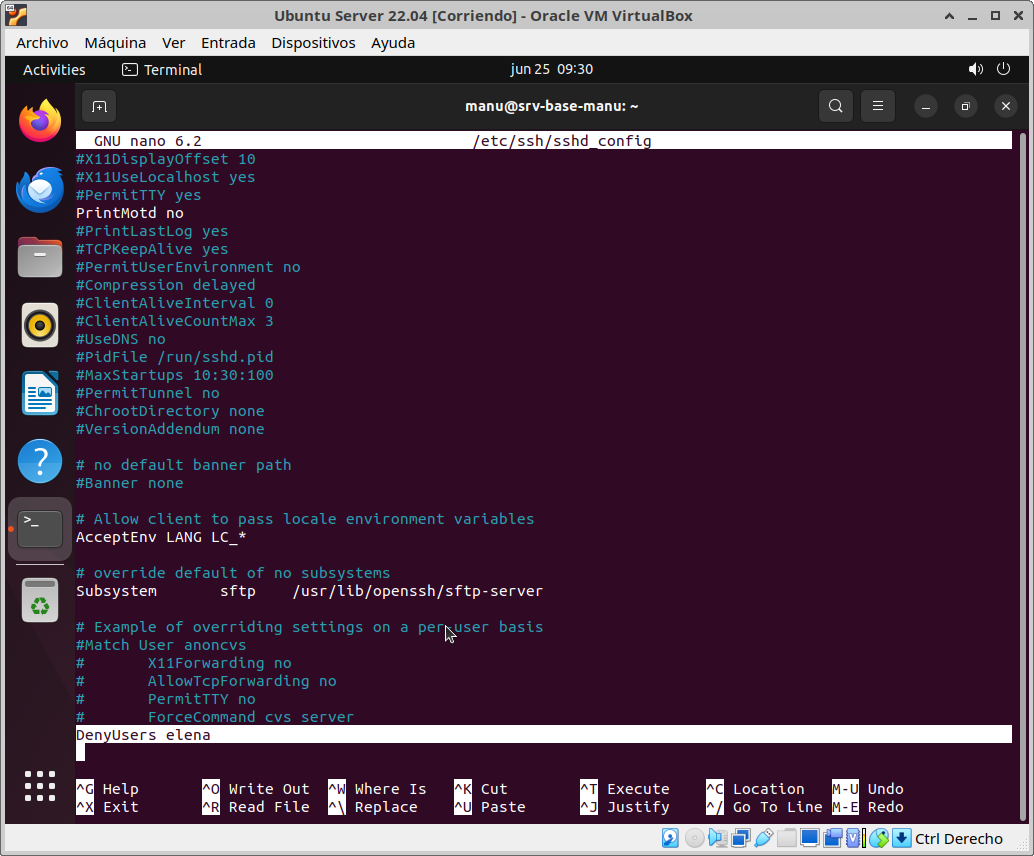 Ubuntu Server 22.04 [Corriendo] - Oracle VM VirtualBox
Archivo Máquina Ver Entrada Dispositivos Ayuda
Activities Terminal jun 25 09:30
manu@srv-base-manu: ~
GNU nano 6.2 /etc/ssh/sshd_config
#X11DisplayOffset 10
#X11UseLocalhost yes
#PermitTTY yes
PrintMotd no
#PrintLastLog yes
#TCPKeepAlive yes
#PermitUserEnvironment no
#Compression delayed
#ClientAliveInterval 0
#ClientAliveCountMax 3
#UseDNS no
#PidFile /run/sshd.pid
#MaxStartups 10:30:100
#PermitTunnel no
#ChrootDirectory none
#VersionAddendum none
# no default banner path
#Banner none
# Allow client to pass locale environment variables
AcceptEnv LANG LC_*
# override default of no subsystems
Subsystem sftp /usr/lib/openssh/sftp-server
# Example of overriding settings on a per-user basis
#Match User anoncvs
# X11Forwarding no
# AllowTcpForwarding no
# PermitTTY no
# ForceCommand cvs server
DenyUsers elena
^G Help ^O Write Out ^W Where Is ^K Cut ^T Execute ^C Location M-U Undo
^X Exit ^R Read File ^\ Replace ^U Paste ^J Justify ^/ Go To Line M-E Redo
Ctrl Derecho